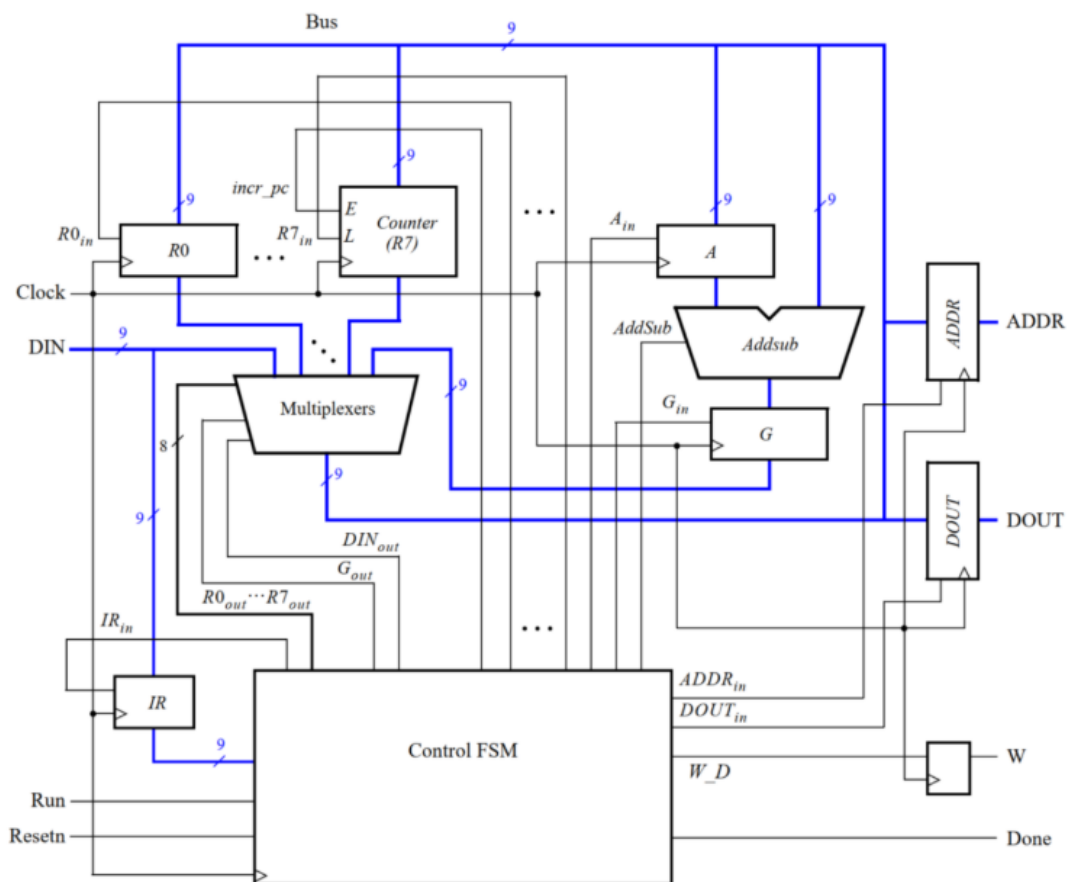 Bus
9
9
incr_pc
9
9
9
E
L
Counter
(R7)
R0in
R0
R7in
...
...
Ain
A
Clock
ADDR
ADDR
AddSub
Addsub
DIN
9
...
Multiplexers
9
Gin
G
8
9
9
DINout
Gout
R0out...R7out
DOUT
DOUT
IRin
...
IR
9
ADDRin
DOUTin
Control FSM
W_D
W
Run
Resetn
Done